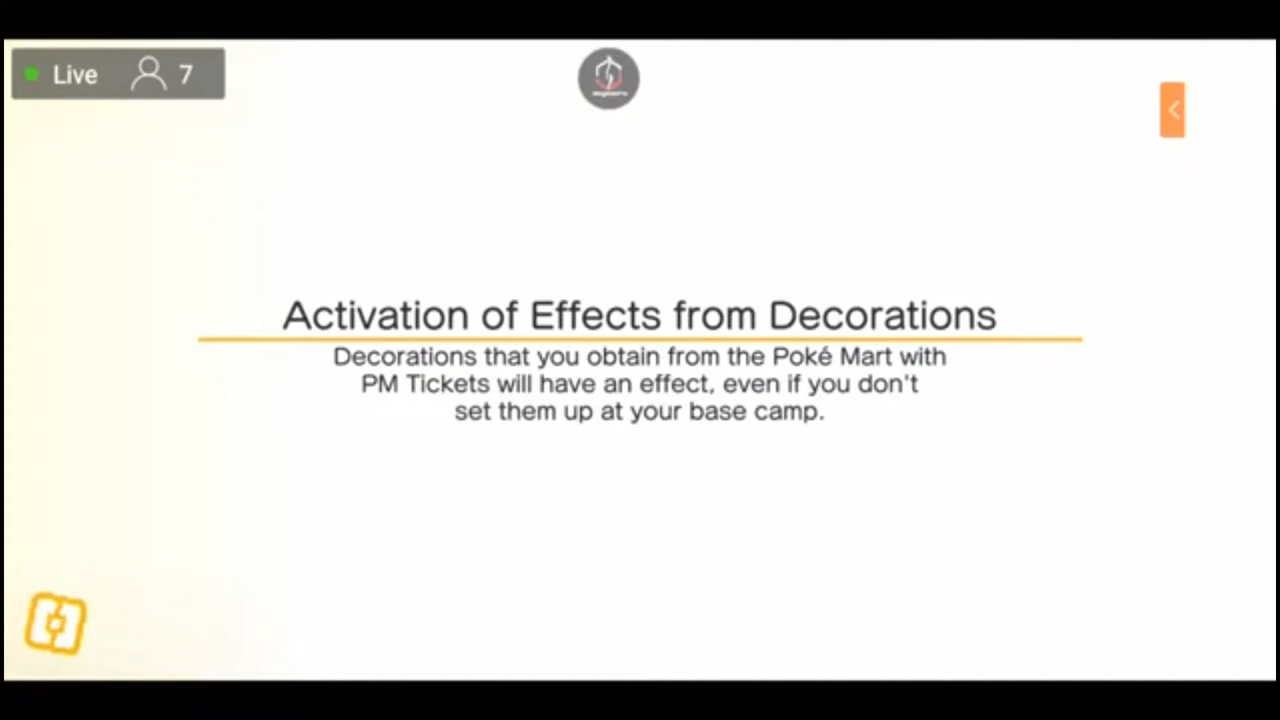 Live 7
Activation of Effects from Decorations
Decorations that you obtain from the Poké Mart with
PM Tickets will have an effect, even if you don't
set them up at your base camp.